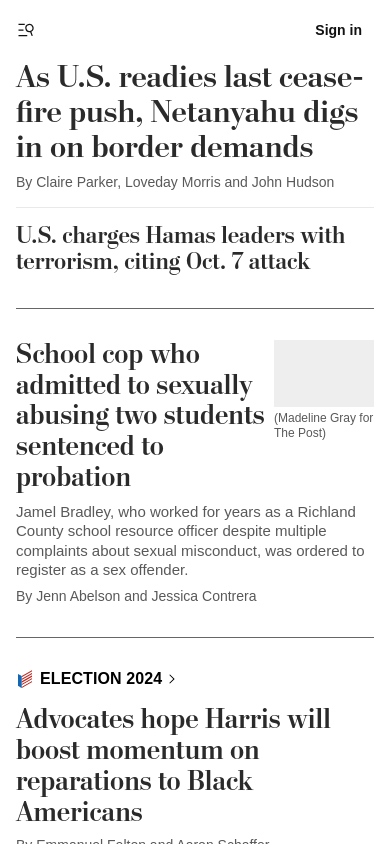 Sign in
As U.S. readies last cease-
fire push, Netanyahu digs
in on border demands
By Claire Parker, Loveday Morris and John Hudson
U.S. charges Hamas leaders with
terrorism, citing Oct. 7 attack
School cop who
admitted to sexually
abusing two students
sentenced to
probation
(Madeline Gray for
The Post)
Jamel Bradley, who worked for years as a Richland
County school resource officer despite multiple
complaints about sexual misconduct, was ordered to
register as a sex offender.
By Jenn Abelson and Jessica Contrera
ELECTION 2024
Advocates hope Harris will
boost momentum on
reparations to Black
Americans
By Emmanuel Felton and Aaron Schaffer